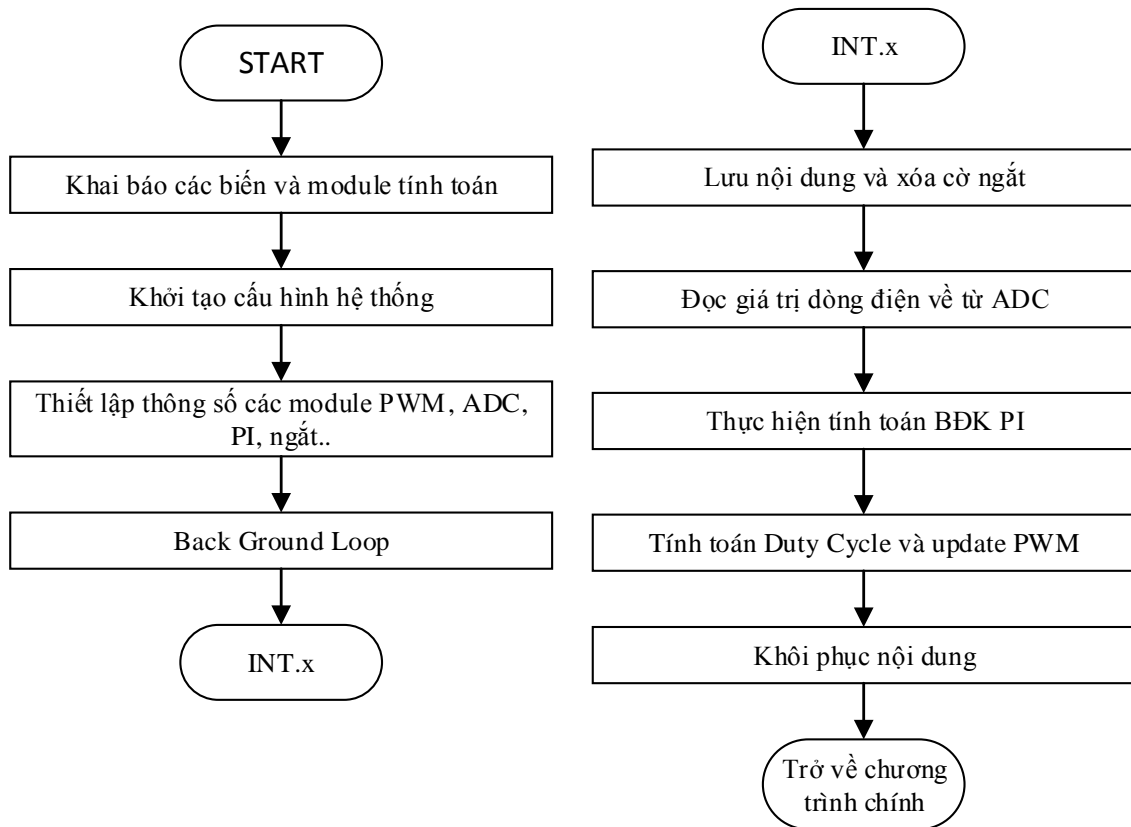 START
Khai báo các biến và module tính toán
Khởi tạo cấu hình hệ thống
Thiết lập thông số các module PWM, ADC,
PI, ngắt..
Back Ground Loop
INT.x
INT.x
Lưu nội dung và xóa cờ ngắt
Đọc giá trị dòng điện về từ ADC
Thực hiện tính toán BĐK PI
Tính toán Duty Cycle và update PWM
Khôi phục nội dung
Trở về chương
trình chính